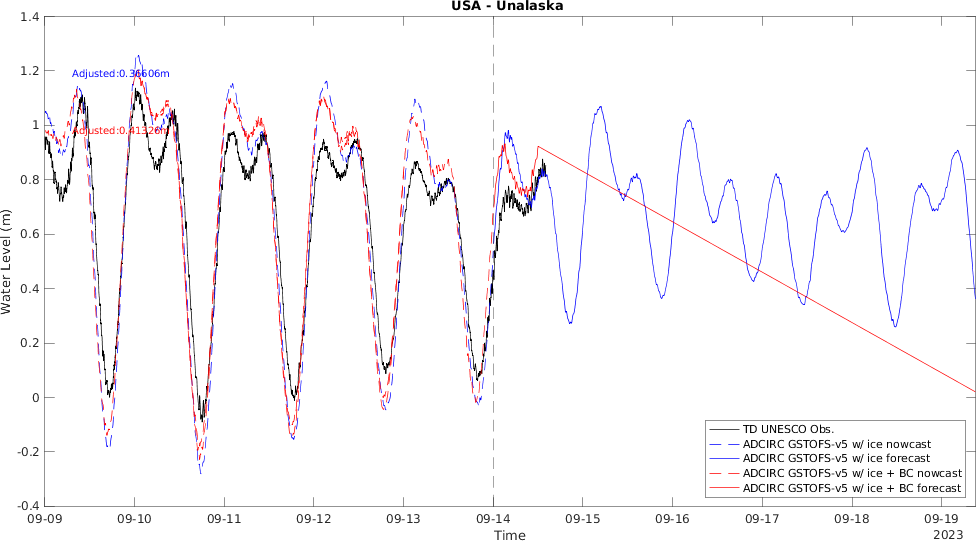 USA - Unalaska
1.4
1.2
1
0.8
0.6
0.4
0.2
0
-0.2
-0.4
Water Level (m)
Adjusted:0.36606m
Adjusted:0.41326m
TD UNESCO Obs.
ADCIRC GSTOFS-v5 w/ ice nowcast
ADCIRC GSTOFS-v5 w/ ice forecast
ADCIRC GSTOFS-v5 w/ ice + BC nowcast
ADCIRC GSTOFS-v5 w/ ice + BC forecast
09-09 09-10 09-11 09-12 09-13 09-14 09-15 09-16 09-17 09-18 09-19
Time
2023